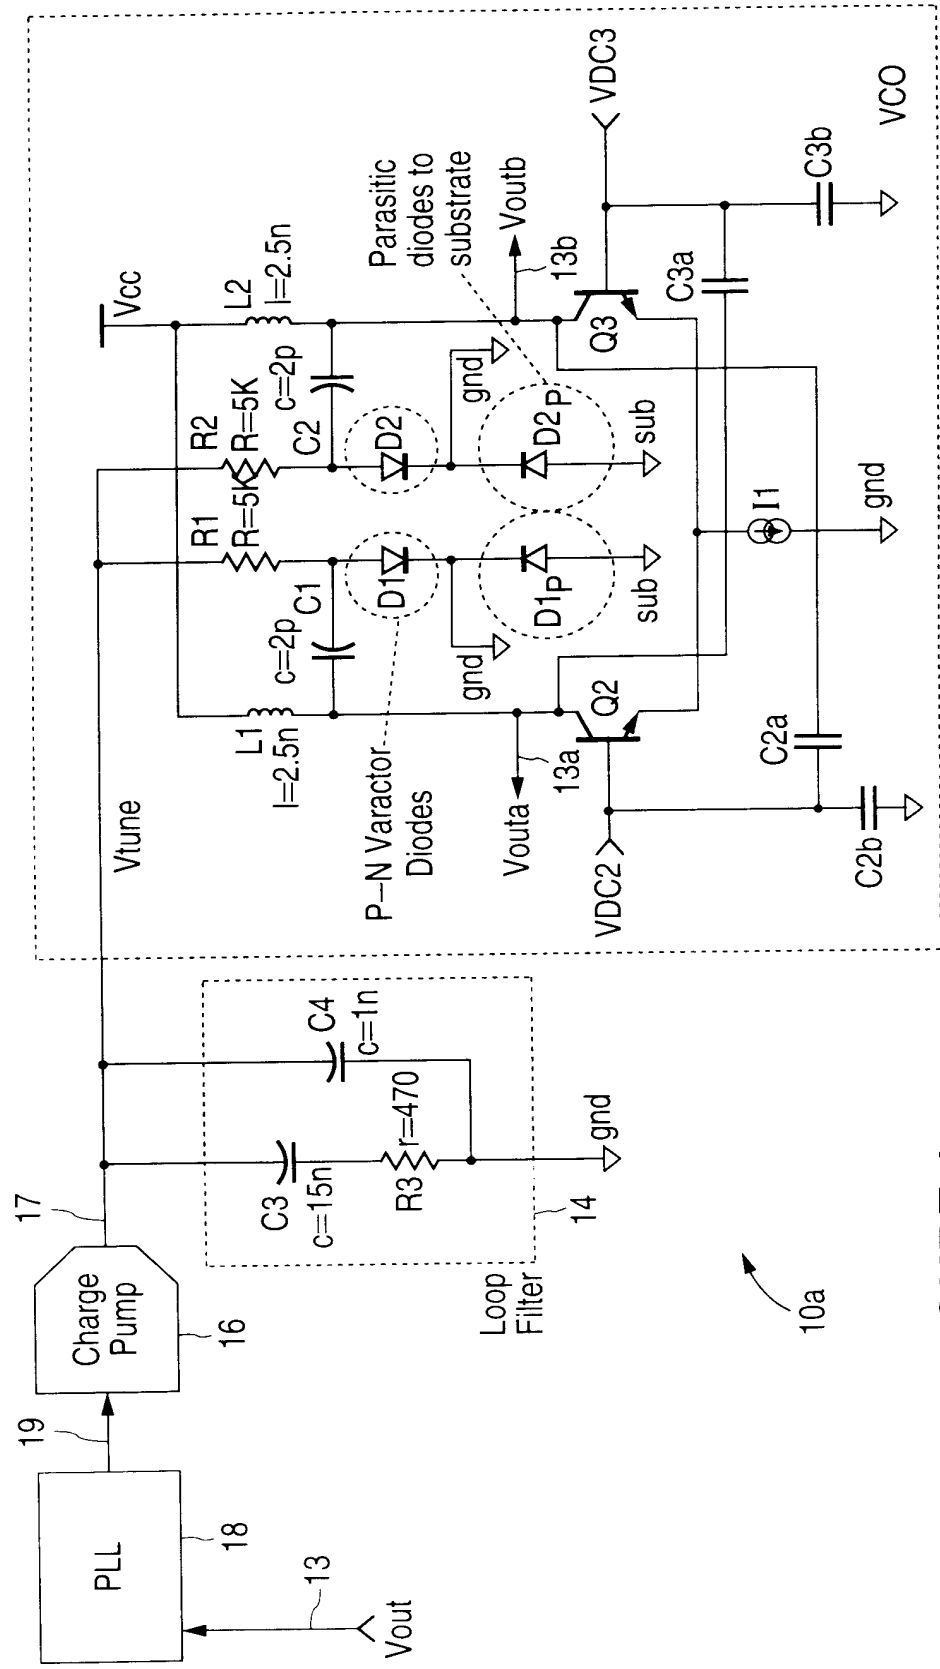 PLL
18
19
Charge
Pump
16
17
13
Vout
Loop
Filter
14
C3
c=15n
R3
r=470
C4
c=1n
gnd
10a
Vtune
Vcc
L1
l=2.5n
L2
l=2.5n
R1
R=5K
R2
R=5K
c=2p
C1
c=2p
C2
D1
D2
P–N Varactor
Diodes
gnd
gnd
D1P
D2P
Parasitic
diodes to
substrate
sub
sub
Vouta
13a
Voutb
13b
Q2
Q3
VDC2
VDC3
C2a
C2b
C3a
C3b
I1
gnd
VCO